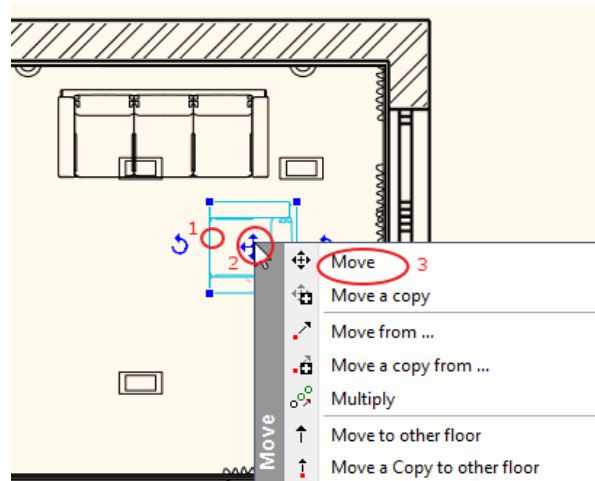 1
2
Move
3
Move a copy
Move from ...
Move a copy from ...
Multiply
Move
Move to other floor
Move a Copy to other floor